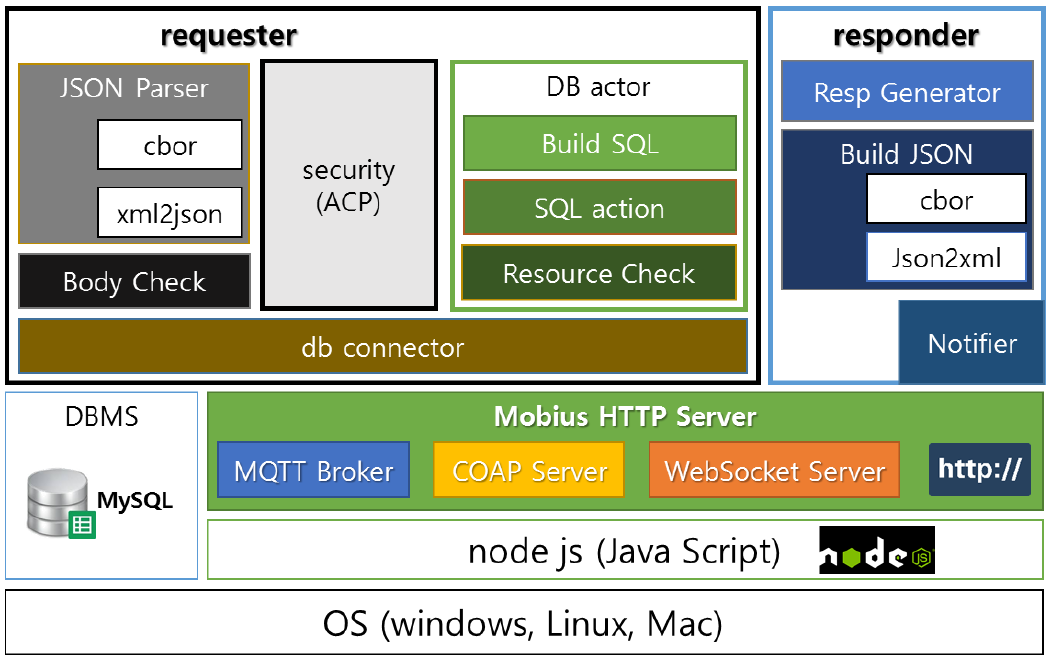 requester
JSON Parser
cbor
xml2json
Body Check
security
(ACP)
DB actor
Build SQL
SQL action
Resource Check
db connector
responder
Resp Generator
Build JSON
cbor
Json2xml
Notifier
DBMS
MySQL
Mobius HTTP Server
MQTT Broker
COAP Server
WebSocket Server
http://
node js (Java Script)
node JS
OS (windows, Linux, Mac)